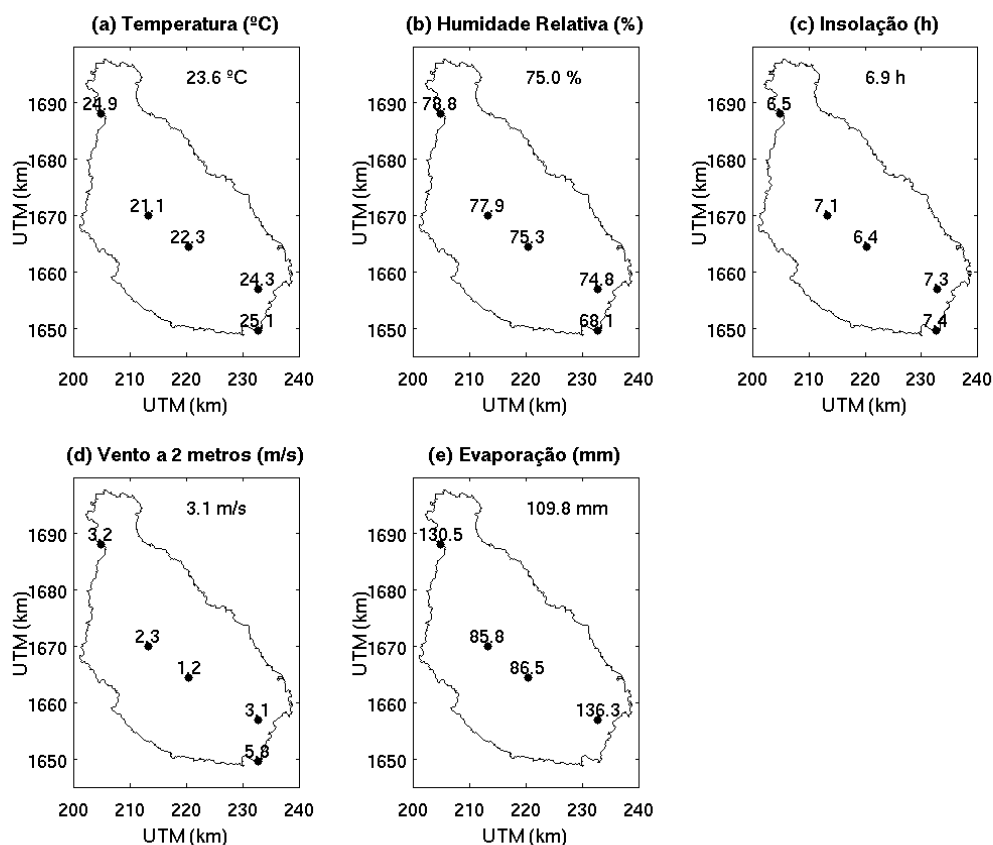 (a) Temperatura (ºC)
23.6 ºC
24.9
21.1
22.3
24.3
25.1
1690
1680
1670
1660
1650
UTM (km)
200 210 220 230 240
UTM (km)
(b) Humidade Relativa (%)
75.0 %
78.8
77.9
75.3
74.8
68.1
1690
1680
1670
1660
1650
UTM (km)
200 210 220 230 240
UTM (km)
(c) Insolação (h)
6.9 h
6.5
7.1
6.4
7.3
7.4
1690
1680
1670
1660
1650
UTM (km)
200 210 220 230 240
UTM (km)
(d) Vento a 2 metros (m/s)
3.1 m/s
3.2
2.3
1.2
3.1
5.8
1690
1680
1670
1660
1650
UTM (km)
200 210 220 230 240
UTM (km)
(e) Evaporação (mm)
109.8 mm
130.5
85.8
86.5
136.3
1690
1680
1670
1660
1650
UTM (km)
200 210 220 230 240
UTM (km)